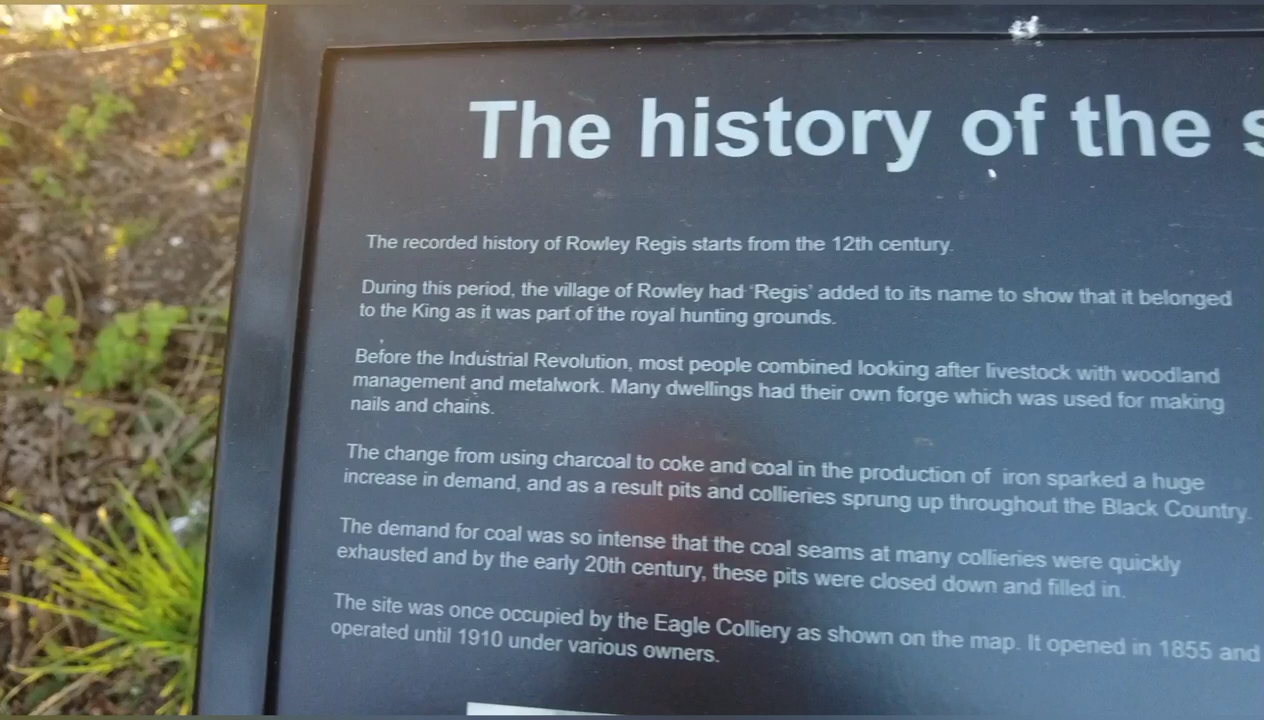 The history of the s
The recorded history of Rowley Regis starts from the 12th century.
During this period, the village of Rowley had ‘Regis’ added to its name to show that it belonged
to the King as it was part of the royal hunting grounds.
Before the Industrial Revolution, most people combined looking after livestock with woodland
management and metalwork. Many dwellings had their own forge which was used for making
nails and chains.
The change from using charcoal to coke and coal in the production of iron sparked a huge
increase in demand, and as a result pits and collieries sprung up throughout the Black Country.
The demand for coal was so intense that the coal seams at many collieries were quickly
exhausted and by the early 20th century, these pits were closed down and filled in.
The site was once occupied by the Eagle Colliery as shown on the map. It opened in 1855 and
operated until 1910 under various owners.